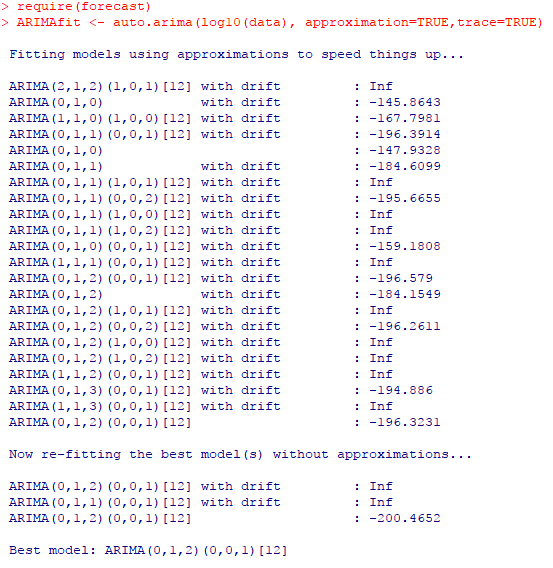 > require(forecast)
> ARIMAfit <- auto.arima(log10(data), approximation=TRUE,trace=TRUE)
Fitting models using approximations to speed things up...
ARIMA(2,1,2)(1,0,1)[12] with drift : Inf
ARIMA(0,1,0) with drift : -145.8643
ARIMA(1,1,0)(1,0,0)[12] with drift : -167.7981
ARIMA(0,1,1)(0,0,1)[12] with drift : -196.3914
ARIMA(0,1,0) : -147.9328
ARIMA(0,1,1) with drift : -184.6099
ARIMA(0,1,1)(1,0,1)[12] with drift : Inf
ARIMA(0,1,1)(0,0,2)[12] with drift : -195.6655
ARIMA(0,1,1)(1,0,0)[12] with drift : Inf
ARIMA(0,1,1)(1,0,2)[12] with drift : Inf
ARIMA(0,1,0)(0,0,1)[12] with drift : -159.1808
ARIMA(1,1,1)(0,0,1)[12] with drift : Inf
ARIMA(0,1,2)(0,0,1)[12] with drift : -196.579
ARIMA(0,1,2) with drift : -184.1549
ARIMA(0,1,2)(1,0,1)[12] with drift : Inf
ARIMA(0,1,2)(0,0,2)[12] with drift : -196.2611
ARIMA(0,1,2)(1,0,0)[12] with drift : Inf
ARIMA(0,1,2)(1,0,2)[12] with drift : Inf
ARIMA(1,1,2)(0,0,1)[12] with drift : Inf
ARIMA(0,1,3)(0,0,1)[12] with drift : -194.886
ARIMA(1,1,3)(0,0,1)[12] with drift : Inf
ARIMA(0,1,2)(0,0,1)[12] : -196.3231
Now re-fitting the best model(s) without approximations...
ARIMA(0,1,2)(0,0,1)[12] with drift : Inf
ARIMA(0,1,1)(0,0,1)[12] with drift : Inf
ARIMA(0,1,2)(0,0,1)[12] : -200.4652
Best model: ARIMA(0,1,2)(0,0,1)[12]